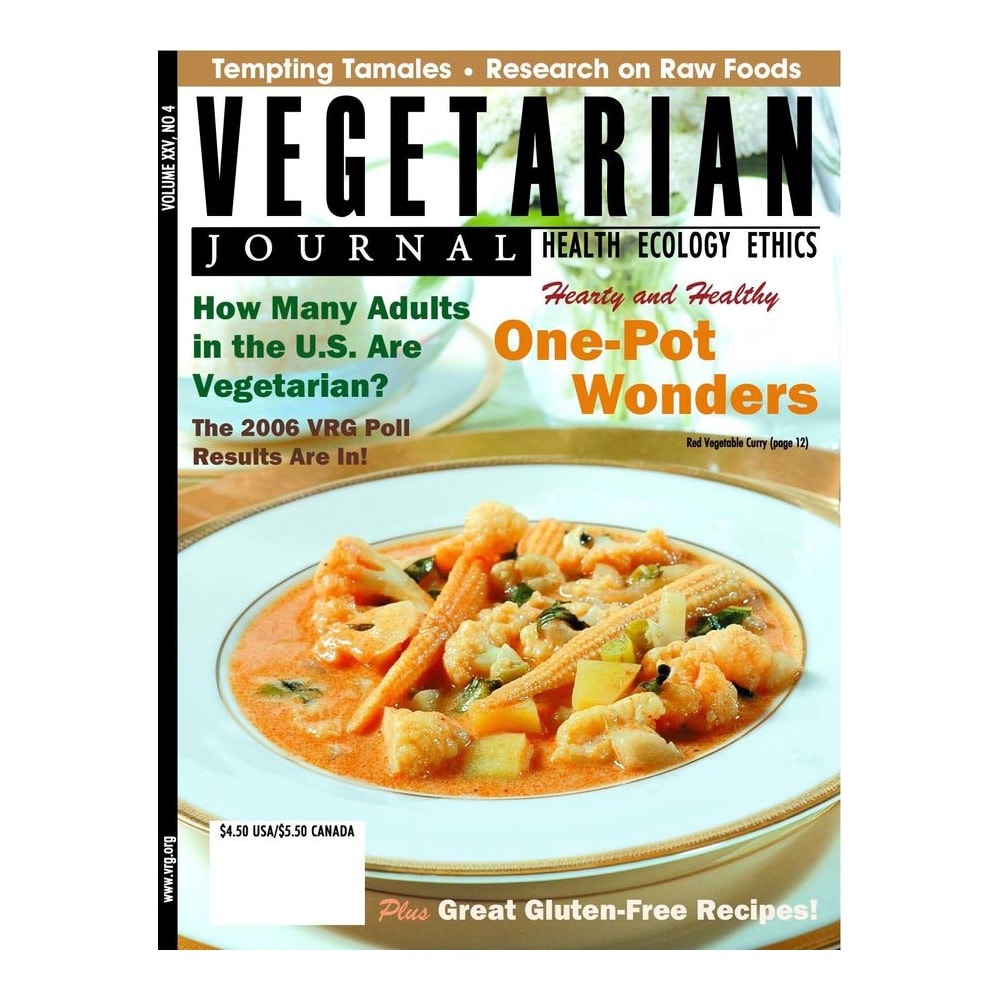 Tempting Tamales • Research on Raw Foods
VOLUME XXV, NO 4
VEGETARIAN
JOURNAL
HEALTH ECOLOGY ETHICS
How Many Adults
in the U.S. Are
Vegetarian?
The 2006 VRG Poll
Results Are In!
Hearty and Healthy
One-Pot
Wonders
Red Vegetable Curry (page 12)
$4.50 USA/$5.50 CANADA
www.vrg.org
Plus Great Gluten-Free Recipes!